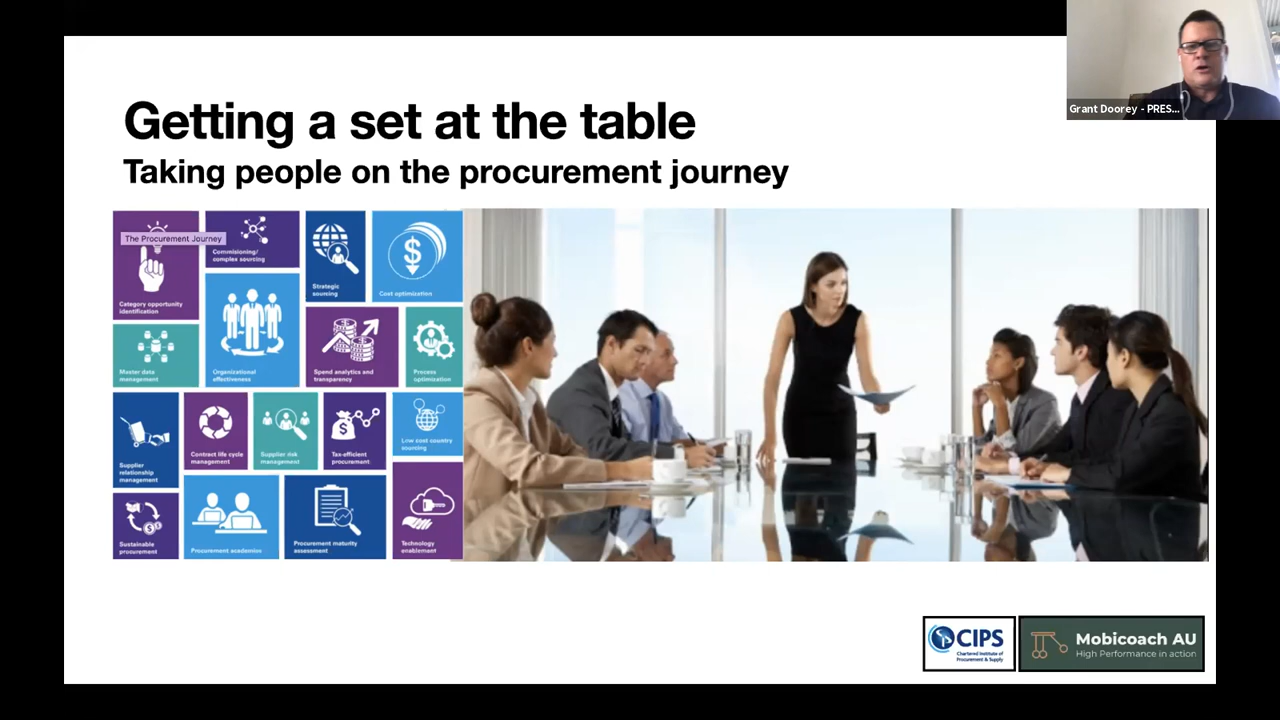 Getting a set at the table
Taking people on the procurement journey
Grant Doorey - PRES...
The Procurement Journey
Category opportunity
identification
Commisioning/
complex sourcing
Strategic
sourcing
Cost optimization
Master data
management
Organizational
effectiveness
Spend analytics and
transparency
Process
optimization
Supplier
relationship
management
Contract life cycle
management
Supplier risk
management
Tax-efficient
procurement
Low cost country
sourcing
Sustainable
procurement
Procurement academies
Procurement maturity
assessment
Technology
enablement
CIPS
Chartered Institute of
Procurement & Supply
Mobicoach AU
High Performance in action